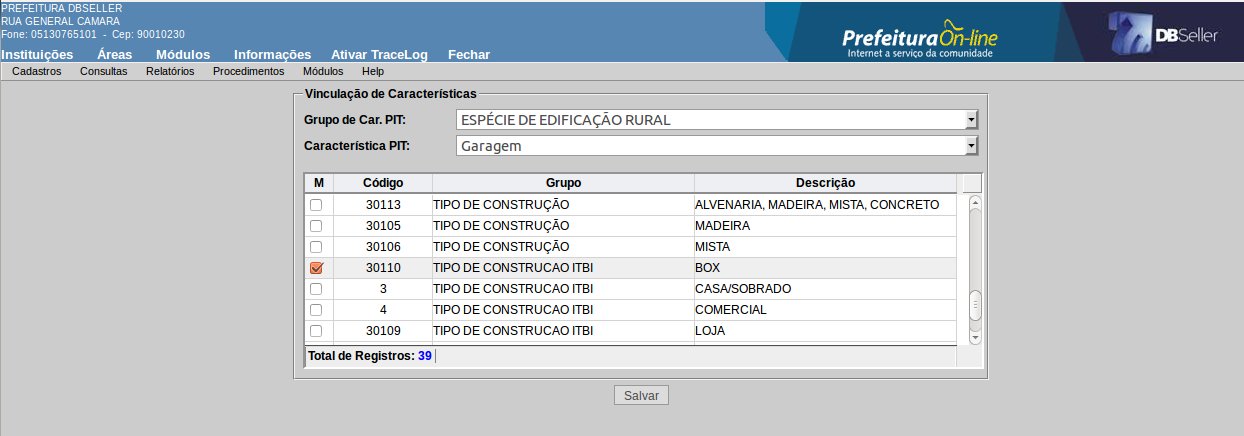 PREFEITURA DBSELLER
RUA GENERAL CAMARA
Fone: 05130765101 - Cep: 90010230
PrefeituraOn-line
Internet a serviço da comunidade
DBSeller
Instituições Áreas Módulos Informações Ativar TraceLog Fechar
Cadastros Consultas Relatórios Procedimentos Módulos Help
Vinculação de Características
Grupo de Car. PIT: ESPÉCIE DE EDIFICAÇÃO RURAL
Característica PIT: Garagem
M Código Grupo Descrição
30113 TIPO DE CONSTRUÇÃO ALVENARIA, MADEIRA, MISTA, CONCRETO
30105 TIPO DE CONSTRUÇÃO MADEIRA
30106 TIPO DE CONSTRUÇÃO MISTA
30110 TIPO DE CONSTRUCAO ITBI BOX
3 TIPO DE CONSTRUCAO ITBI CASA/SOBRADO
4 TIPO DE CONSTRUCAO ITBI COMERCIAL
30109 TIPO DE CONSTRUCAO ITBI LOJA
Total de Registros: 39
Salvar